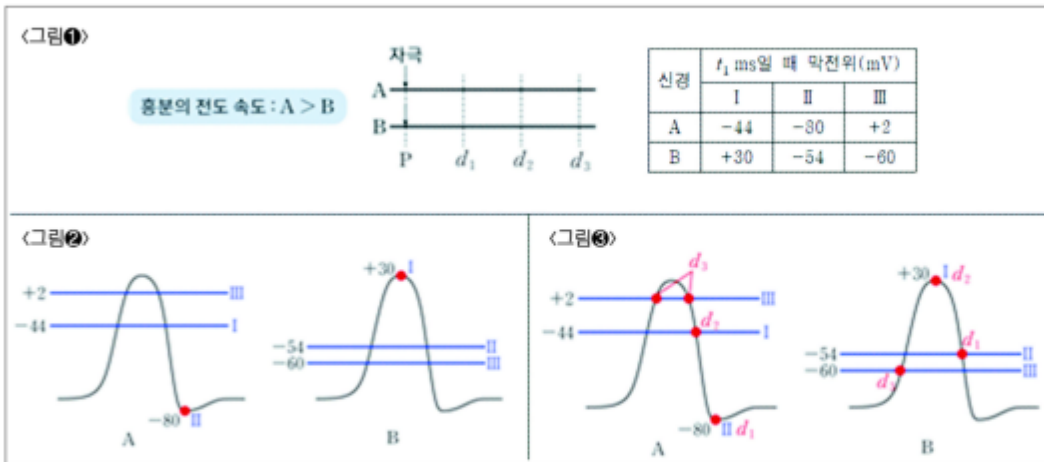 <그림❶>
자극
흥분의 전도 속도 : A > B
A
B
P d₁ d₂ d₃
신경 t₁ ms일 때 막전위(mV)
Ⅰ Ⅱ Ⅲ
A −44 −80 +2
B +30 −54 −60
<그림❷>
+2 Ⅲ
−44 Ⅰ
−80 Ⅱ
A
+30 Ⅰ
−54 Ⅱ
−60 Ⅲ
B
<그림❸>
d₃
+2 Ⅲ
−44 d₂ Ⅰ
−80 Ⅱ d₁
A
+30 Ⅰ d₂
−54 d₁ Ⅱ
−60 Ⅲ
B